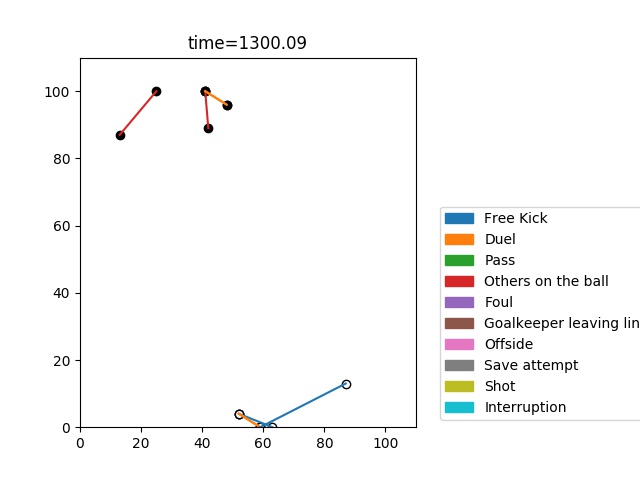 time=1300.09
100
80
60
40
20
0
0 20 40 60 80 100
Free Kick
Duel
Pass
Others on the ball
Foul
Goalkeeper leaving lin
Offside
Save attempt
Shot
Interruption